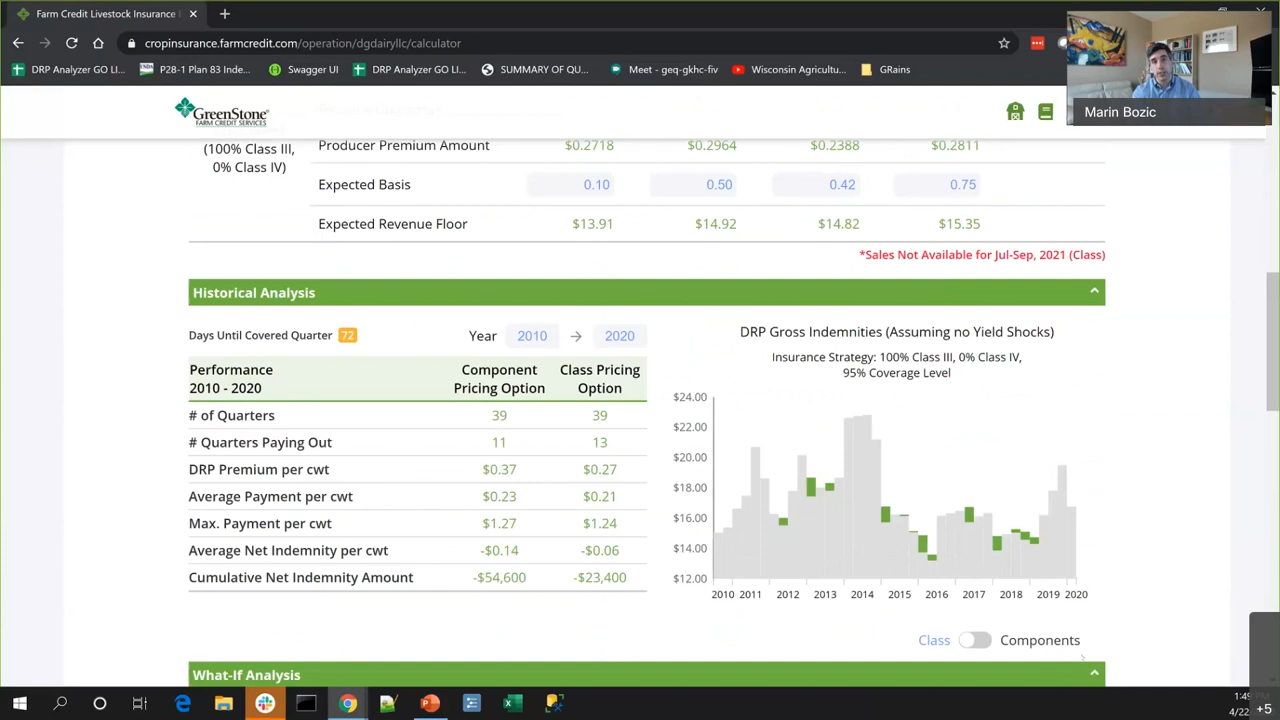 Farm Credit Livestock Insurance
cropinsurance.farmcredit.com/operation/dgdairyllc/calculator
DRP Analyzer GO LI...
P28-1 Plan 83 Inde...
Swagger UI
DRP Analyzer GO LI...
SUMMARY OF QU...
Meet - geq-gkhc-fiv
Wisconsin Agricultu...
GRains
Marin Bozic
GreenStone
FARM CREDIT SERVICES
(100% Class III,
0% Class IV)
Producer Premium Amount $0.2718 $0.2964 $0.2388 $0.2811
Expected Basis 0.10 0.50 0.42 0.75
Expected Revenue Floor $13.91 $14.92 $14.82 $15.35
*Sales Not Available for Jul-Sep, 2021 (Class)
Historical Analysis
Days Until Covered Quarter 72
Year 2010 → 2020
Performance
2010 - 2020
Component
Pricing Option
Class Pricing
Option
# of Quarters 39 39
# Quarters Paying Out 11 13
DRP Premium per cwt $0.37 $0.27
Average Payment per cwt $0.23 $0.21
Max. Payment per cwt $1.27 $1.24
Average Net Indemnity per cwt -$0.14 -$0.06
Cumulative Net Indemnity Amount -$54,600 -$23,400
DRP Gross Indemnities (Assuming no Yield Shocks)
Insurance Strategy: 100% Class III, 0% Class IV,
95% Coverage Level
$24.00
$22.00
$20.00
$18.00
$16.00
$14.00
$12.00
2010 2011 2012 2013 2014 2015 2016 2017 2018 2019 2020
Class Components
What-If Analysis
+5